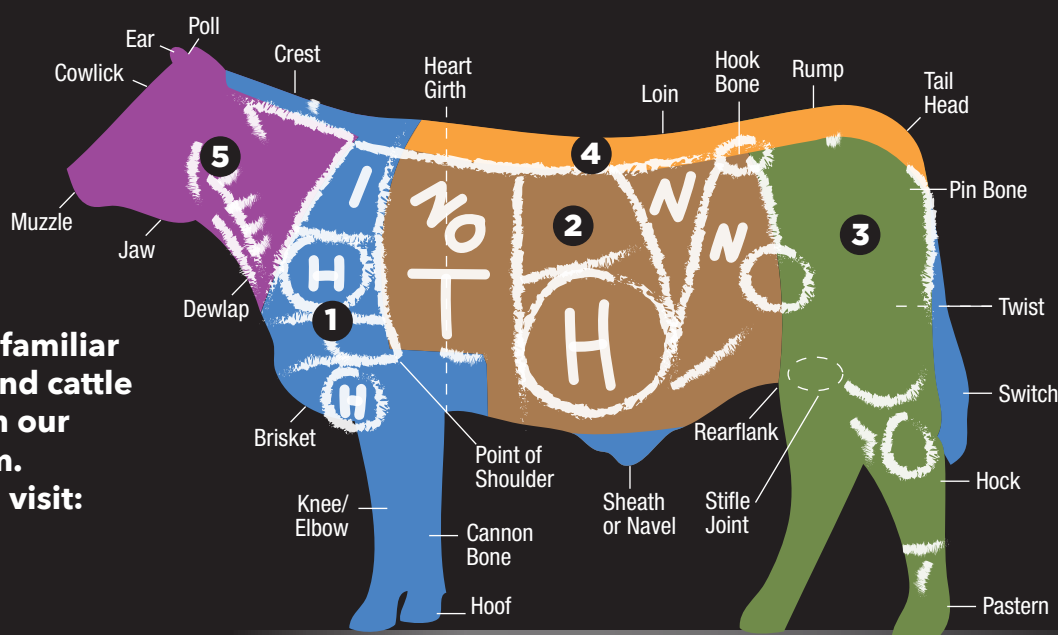 Poll
Ear
Crest
Cowlick
Heart
Girth
Hook
Bone
Rump
Loin
Tail
Head
5
4
I
N
O
T
2
N
N
3
Pin Bone
Muzzle
Jaw
H
H
Dewlap
1
Twist
familiar
nd cattle
n our
m.
visit:
H
Switch
Brisket
Point of
Shoulder
Rearflank
Sheath
or Navel
Stifle
Joint
Hock
Knee/
Elbow
Cannon
Bone
Hoof
Pastern